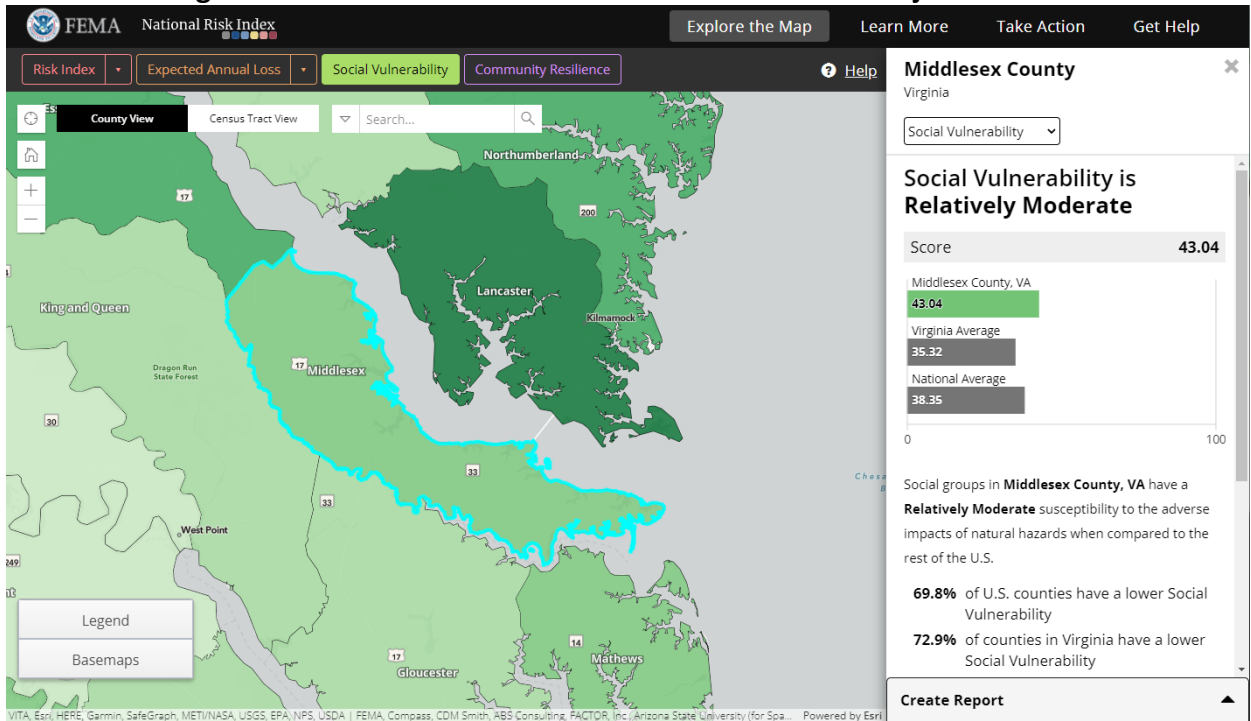 FEMA
National Risk Index
Explore the Map
Learn More
Take Action
Get Help
Risk Index
Expected Annual Loss
Social Vulnerability
Community Resilience
? Help
County View
Census Tract View
Search...
Northumberland
17
200
King and Queen
Lancaster
Kilmarnock
Dragon Run
State Forest
17
Middlesex
30
33
33
West Point
249
14
17
Mathews
Gloucester
Legend
Basemaps
VITA, Esri, HERE, Garmin, SafeGraph, METI/NASA, USGS, EPA, NPS, USDA | FEMA, Compass, CDM Smith, ABS Consulting, FACTOR, Inc., Arizona State University (for Spa... Powered by Esri
Middlesex County
Virginia
Social Vulnerability
Social Vulnerability is
Relatively Moderate
Score 43.04
Middlesex County, VA
43.04
Virginia Average
35.32
National Average
38.35
0 100
Social groups in Middlesex County, VA have a
Relatively Moderate susceptibility to the adverse
impacts of natural hazards when compared to the
rest of the U.S.
69.8% of U.S. counties have a lower Social
Vulnerability
72.9% of counties in Virginia have a lower
Social Vulnerability
Create Report